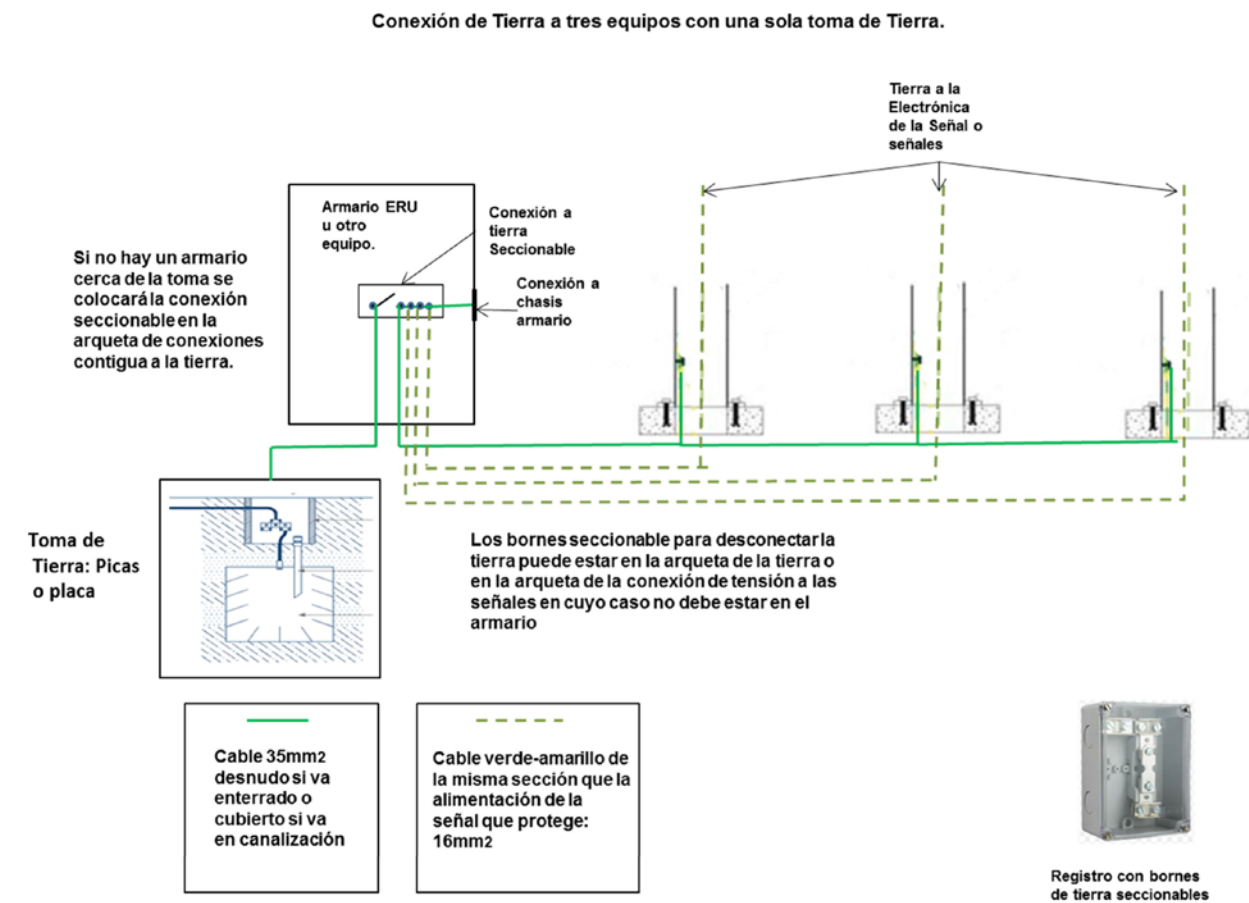 Conexión de Tierra a tres equipos con una sola toma de Tierra.
Tierra a la
Electrónica
de la Señal o
señales
Armario ERU
u otro
equipo.
Conexión a
tierra
Seccionable
Conexión a
chasis
armario
Si no hay un armario
cerca de la toma se
colocará la conexión
seccionable en la
arqueta de conexiones
contigua a la tierra.
Toma de
Tierra: Picas
o placa
Los bornes seccionable para desconectar la
tierra puede estar en la arqueta de la tierra o
en la arqueta de la conexión de tensión a las
señales en cuyo caso no debe estar en el
armario
Cable 35mm2
desnudo si va
enterrado o
cubierto si va
en canalización
Cable verde-amarillo de
la misma sección que la
alimentación de la
señal que protege:
16mm2
Registro con bornes
de tierra seccionables